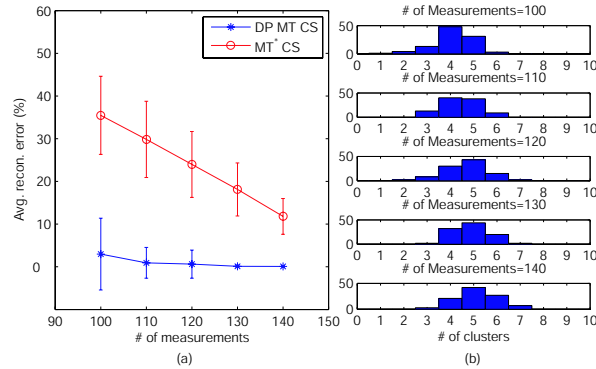 (a)
DP MT CS
MT* CS
Avg. recon. error (%)
60
50
40
30
20
10
0
90 100 110 120 130 140 150
# of measurements
(a)
(b)
# of Measurements=100
50
0
0 1 2 3 4 5 6 7 8 9 10
# of Measurements=110
50
0
0 1 2 3 4 5 6 7 8 9 10
# of Measurements=120
50
0
0 1 2 3 4 5 6 7 8 9 10
# of Measurements=130
50
0
0 1 2 3 4 5 6 7 8 9 10
# of Measurements=140
50
0
0 1 2 3 4 5 6 7 8 9 10
# of clusters
(b)